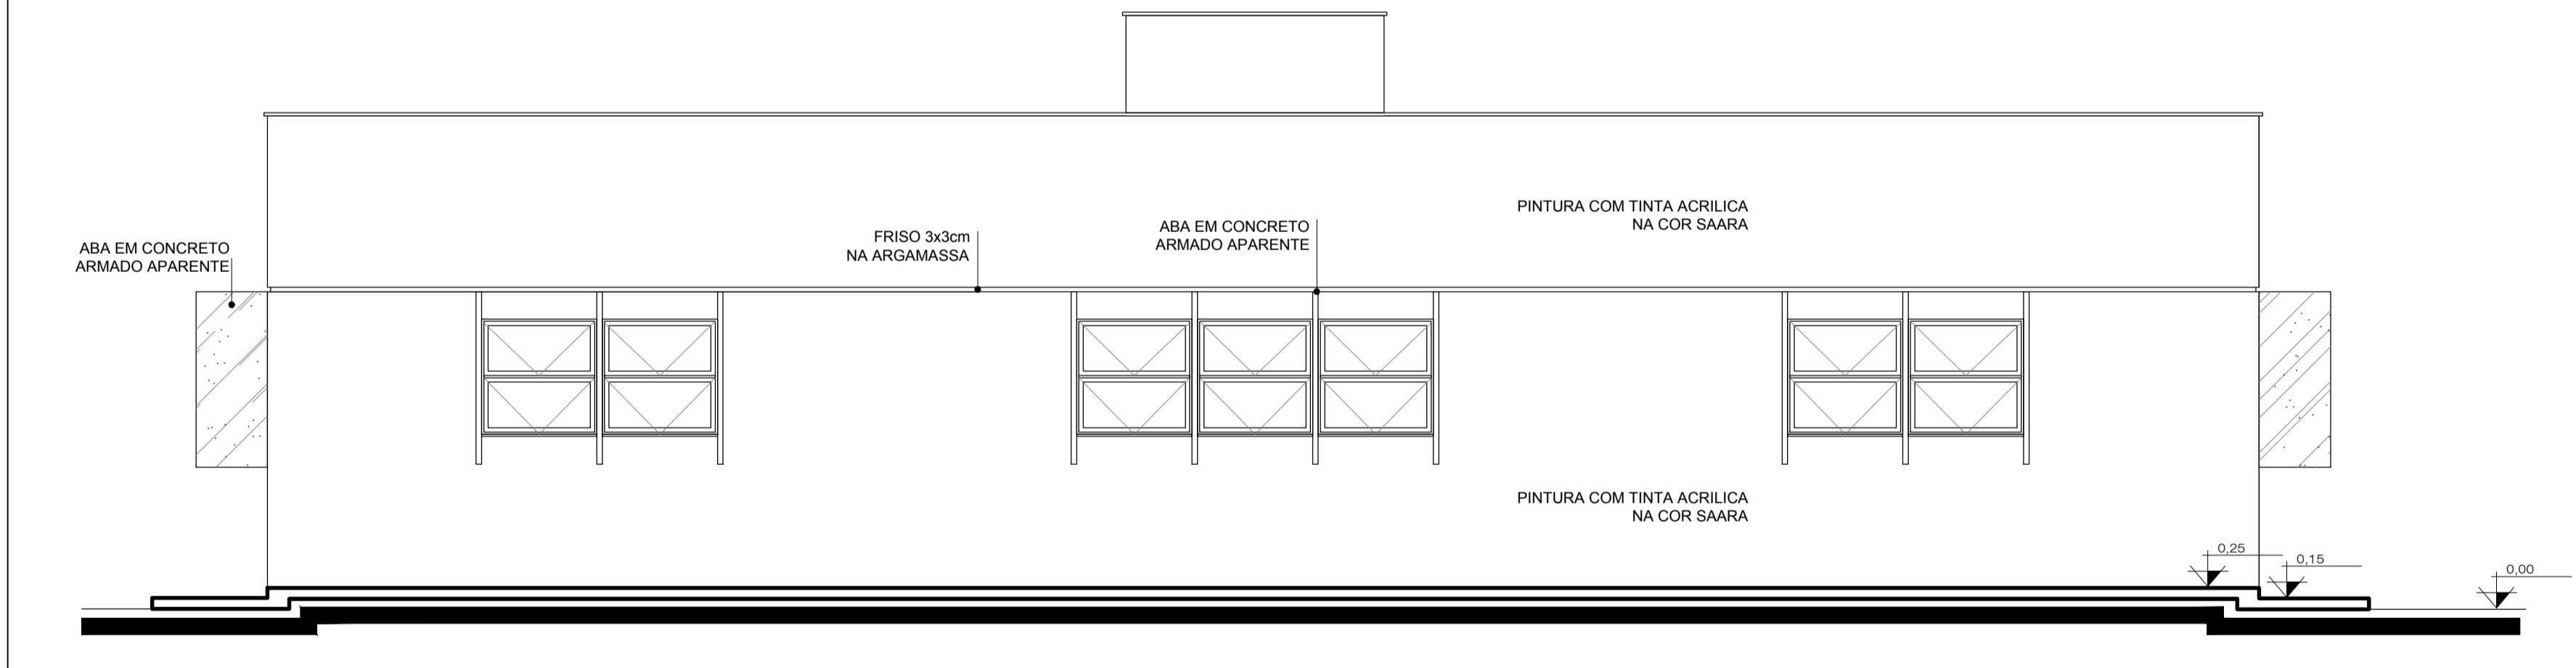 PINTURA COM TINTA ACRILICA
NA COR SAARA
ABA EM CONCRETO
ARMADO APARENTE
FRISO 3x3cm
NA ARGAMASSA
ABA EM CONCRETO
ARMADO APARENTE
PINTURA COM TINTA ACRILICA
NA COR SAARA
0,25
0,15
0,00